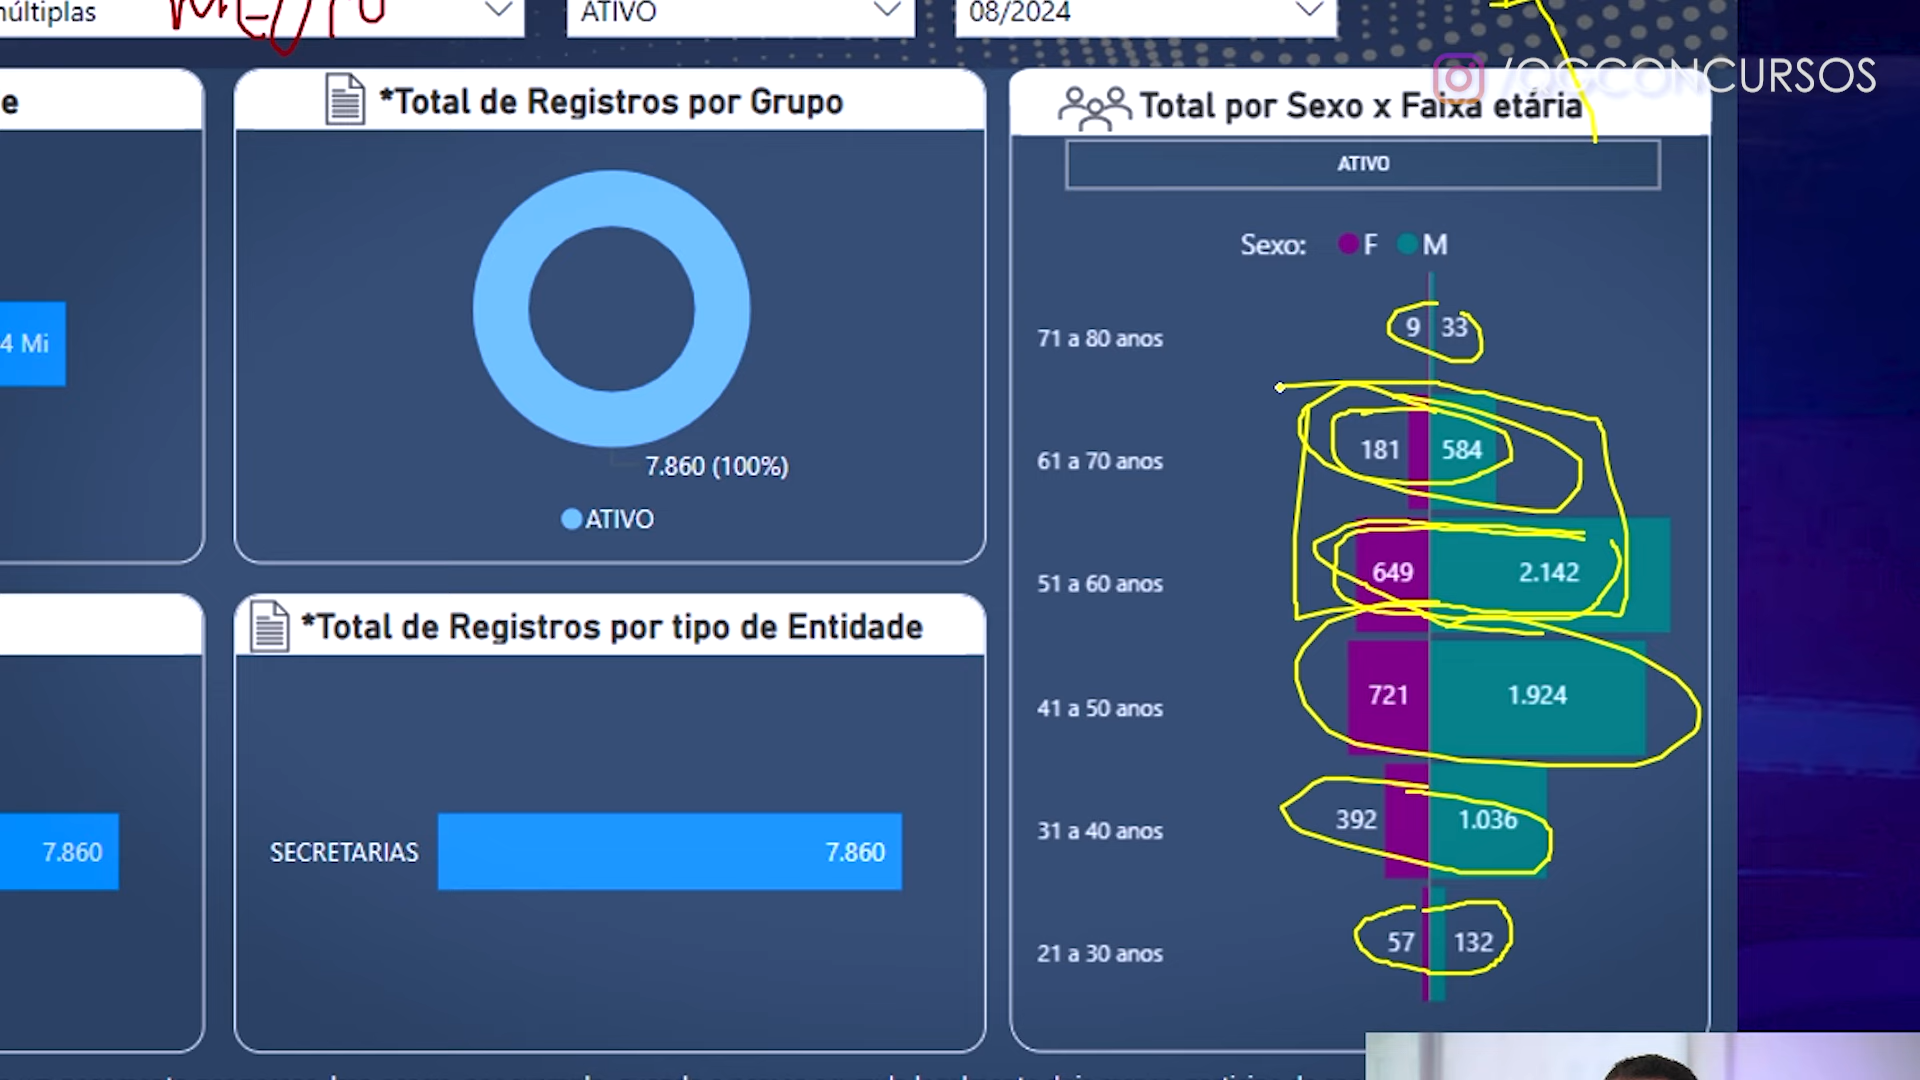 múltiplas
ATIVO
08/2024
/QGCONCURSOS
e
*Total de Registros por Grupo
Total por Sexo x Faixa etária
ATIVO
Sexo: F M
4 Mi
7.860 (100%)
ATIVO
71 a 80 anos 9 33
61 a 70 anos 181 584
51 a 60 anos 649 2.142
41 a 50 anos 721 1.924
31 a 40 anos 392 1.036
21 a 30 anos 57 132
*Total de Registros por tipo de Entidade
7.860
SECRETARIAS 7.860